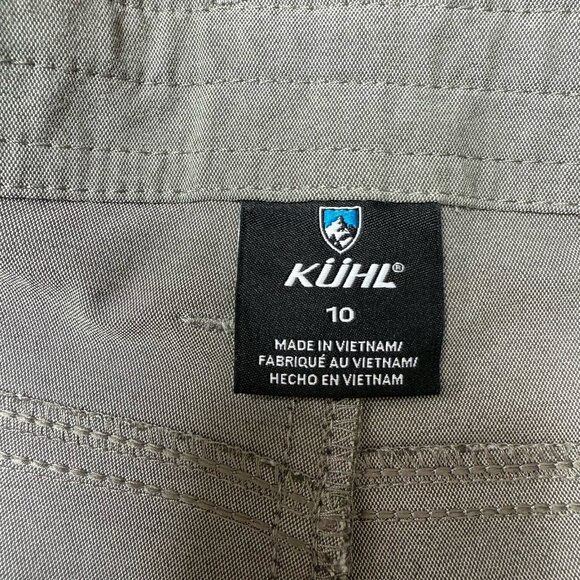 KÜHL®
10
MADE IN VIETNAM/
FABRIQUÉ AU VIETNAM/
HECHO EN VIETNAM